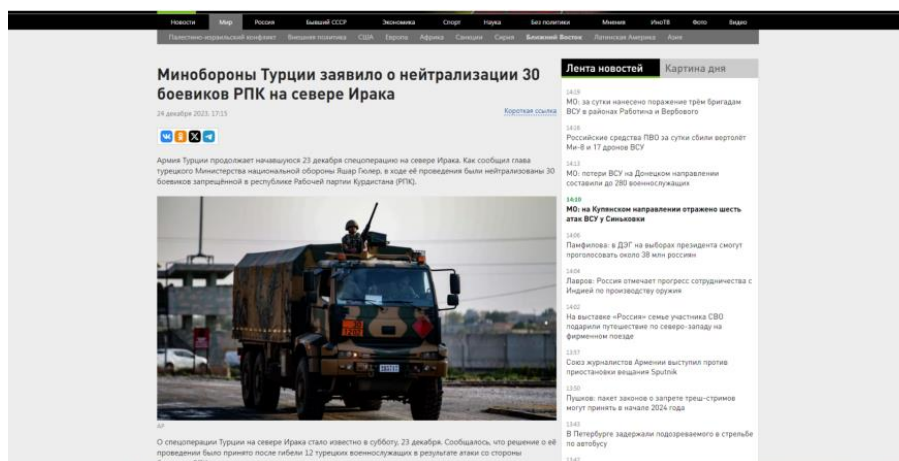 Новости Мир Россия Бывший СССР Экономика Спорт Наука Без политики Мнения ИноТВ Фото Видео
Палестино-израильский конфликт Внешняя политика США Европа Африка Санкции Сирия Ближний Восток Латинская Америка Азия
Минобороны Турции заявило о нейтрализации 30
боевиков РПК на севере Ирака
24 декабря 2023, 17:15
Короткая ссылка
Армия Турции продолжает начавшуюся 23 декабря спецоперацию на севере Ирака. Как сообщил глава
турецкого Министерства национальной обороны Яшар Гюлер, в ходе её проведения были нейтрализованы 30
боевиков запрещённой в республике Рабочей партии Курдистана (РПК).
30
1202
AP
О спецоперации Турции на севере Ирака стало известно в субботу, 23 декабря. Сообщалось, что решение о её
проведении было принято после гибели 12 турецких военнослужащих в результате атаки со стороны
Лента новостей Картина дня
14:19
МО: за сутки нанесено поражение трём бригадам
ВСУ в районах Работина и Вербового
Российские средства ПВО за сутки сбили вертолёт
Ми-8 и 17 дронов ВСУ
14:13
МО: потери ВСУ на Донецком направлении
составили до 280 военнослужащих
14:10
МО: на Купянском направлении отражено шесть
атак ВСУ у Синьковки
14:06
Памфилова: в ДЭГ на выборах президента смогут
проголосовать около 38 млн россиян
14:04
Лавров: Россия отмечает прогресс сотрудничества с
Индией по производству оружия
14:02
На выставке «Россия» семье участника СВО
подарили путешествие по северо-западу на
фирменном поезде
13:57
Союз журналистов Армении выступил против
приостановки вещания Sputnik
13:50
Пушков: пакет законов о запрете треш-стримов
могут принять в начале 2024 года
13:43
В Петербурге задержали подозреваемого в стрельбе
по автобусу